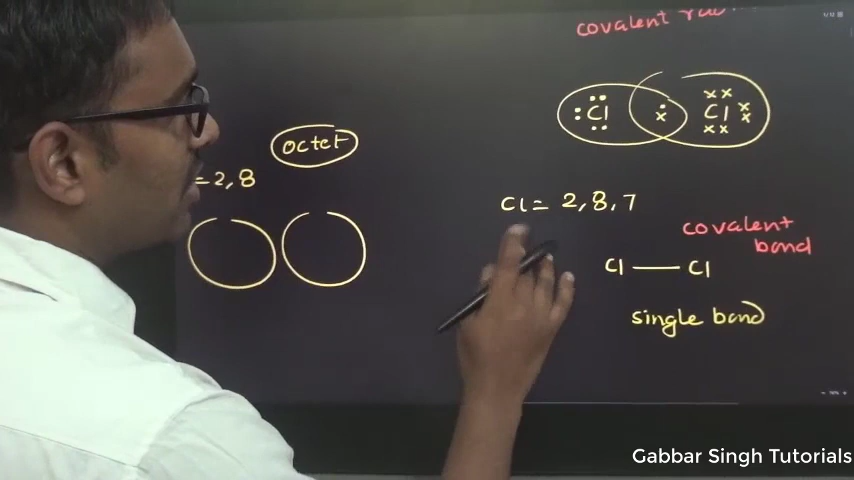 covalent
octet
= 2, 8
:Cl
Cl
Cl = 2, 8, 7
covalent
bond
Cl — Cl
single bond
Gabbar Singh Tutorials